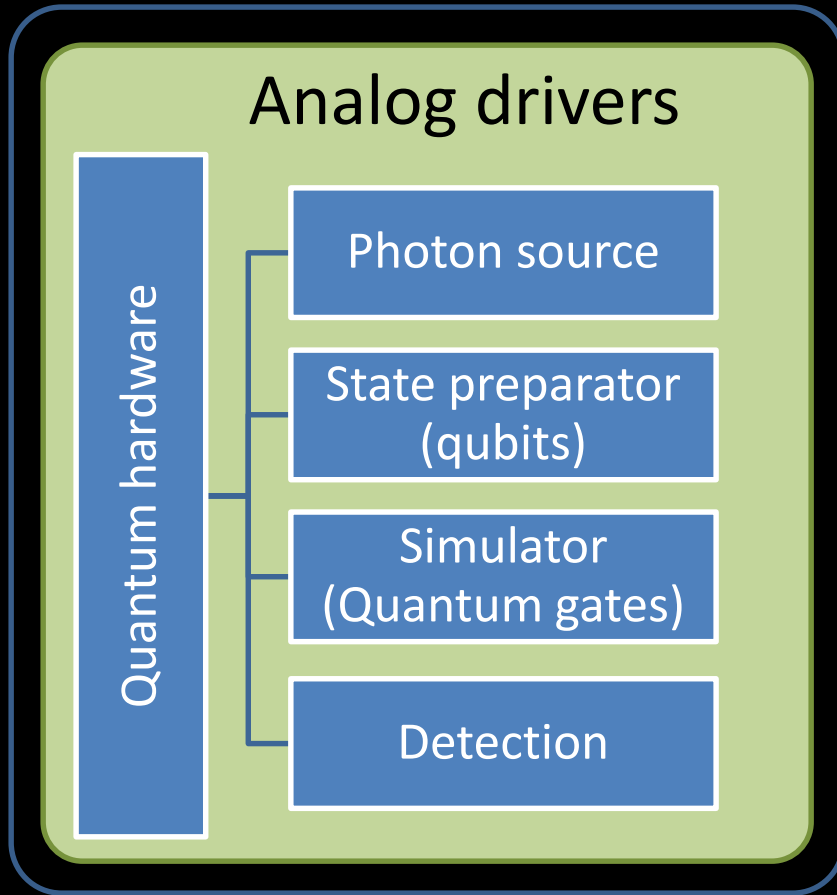 Analog drivers
Quantum hardware
Photon source
State preparator
(qubits)
Simulator
(Quantum gates)
Detection